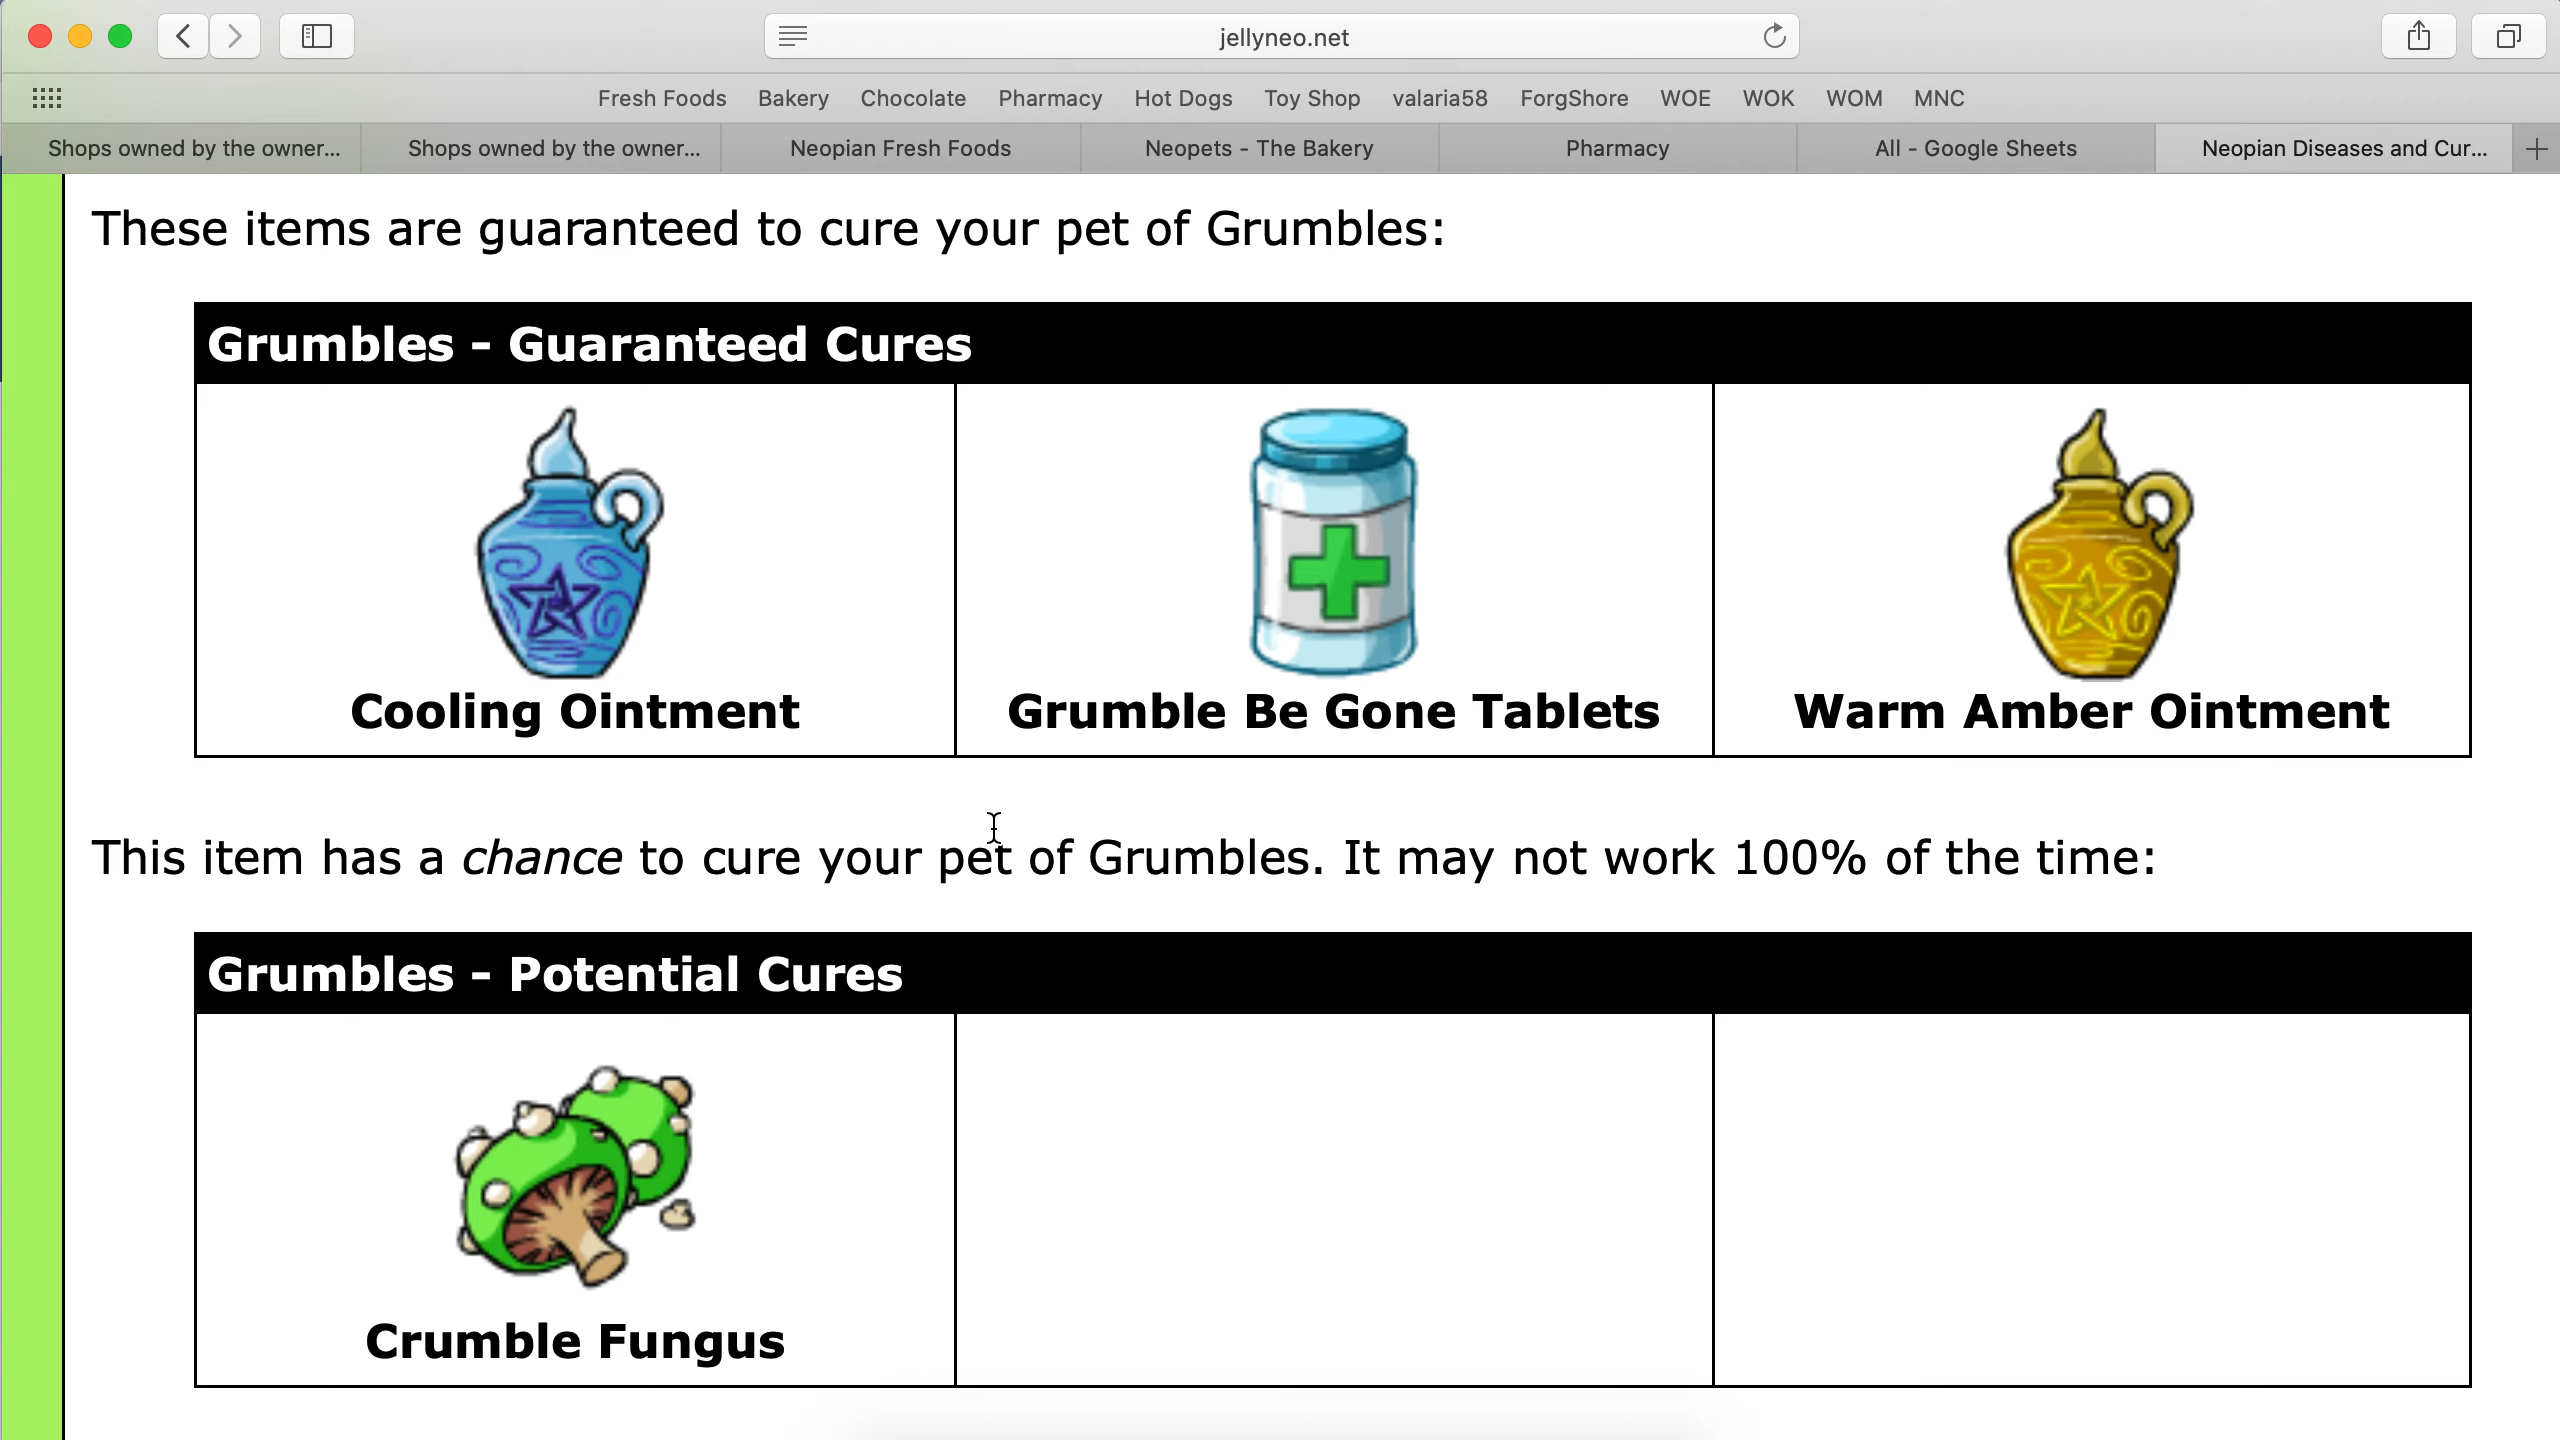 jellyneo.net
Fresh Foods Bakery Chocolate Pharmacy Hot Dogs Toy Shop valaria58 ForgShore WOE WOK WOM MNC
Shops owned by the owner... Shops owned by the owner... Neopian Fresh Foods Neopets - The Bakery Pharmacy All - Google Sheets Neopian Diseases and Cur...
These items are guaranteed to cure your pet of Grumbles:
Grumbles - Guaranteed Cures
Cooling Ointment Grumble Be Gone Tablets Warm Amber Ointment
This item has a chance to cure your pet of Grumbles. It may not work 100% of the time:
Grumbles - Potential Cures
Crumble Fungus